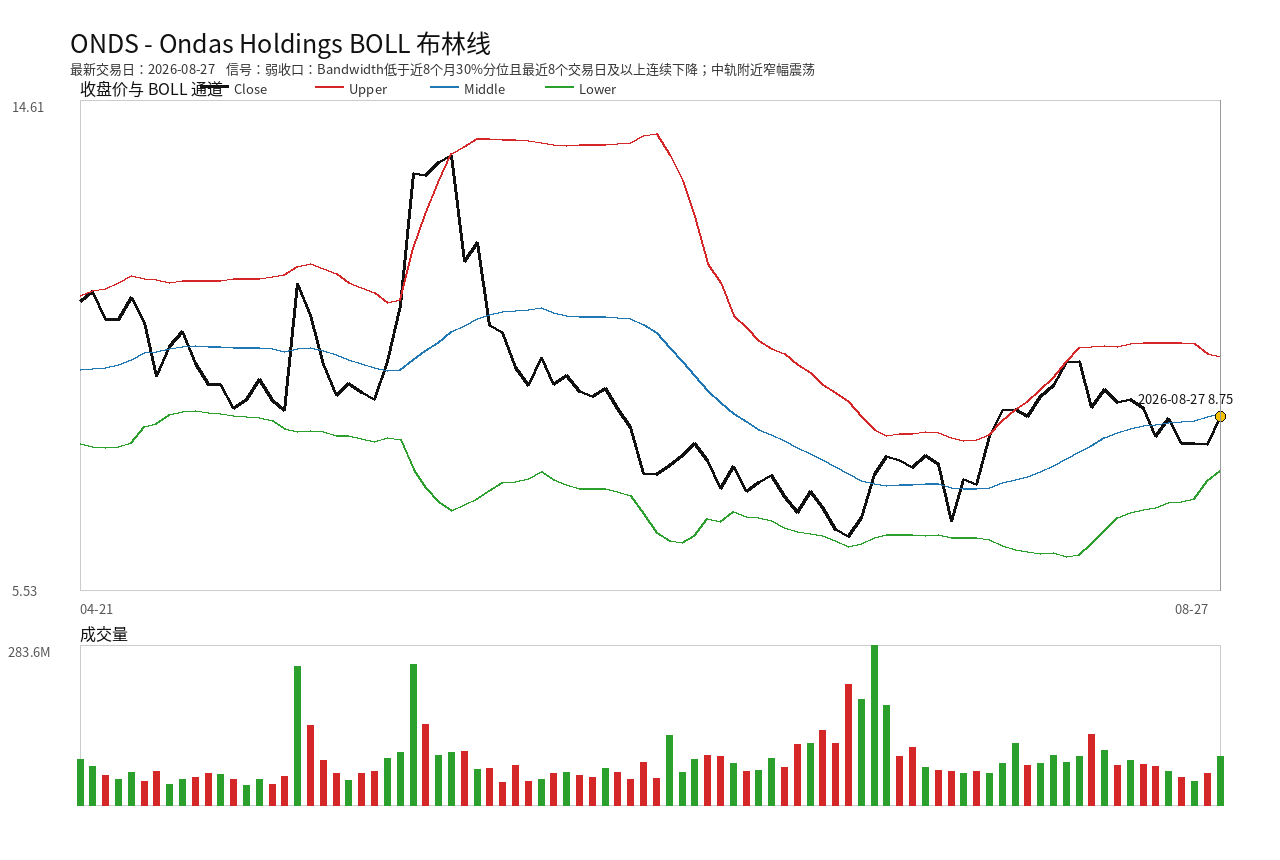 ONDS - Ondas Holdings BOLL 布林线
最新交易日：2026-08-27 信号：弱收口：Bandwidth低于近8个月30%分位且最近8个交易日及以上连续下降；中轨附近窄幅震荡
收盘价与 BOLL 通道 Close Upper Middle Lower
14.61
2026-08-27 8.75
5.53
04-21 08-27
成交量
283.6M